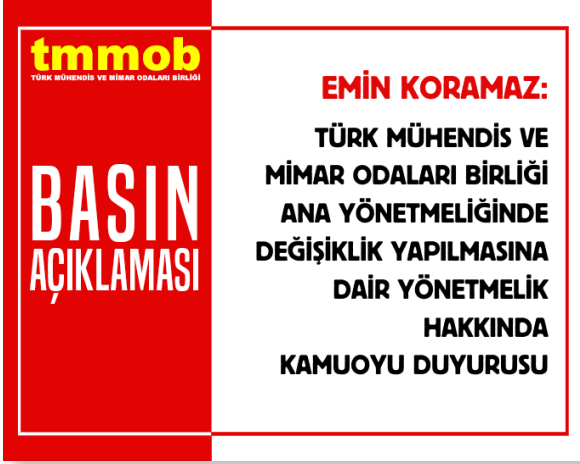 tmmob
TÜRK MÜHENDİS VE MİMAR ODALARI BİRLİĞİ
BASIN
AÇIKLAMASI
EMİN KORAMAZ:
TÜRK MÜHENDİS VE
MİMAR ODALARI BİRLİĞİ
ANA YÖNETMELİĞİNDE
DEĞİŞİKLİK YAPILMASINA
DAİR YÖNETMELİK
HAKKINDA
KAMUOYU DUYURUSU